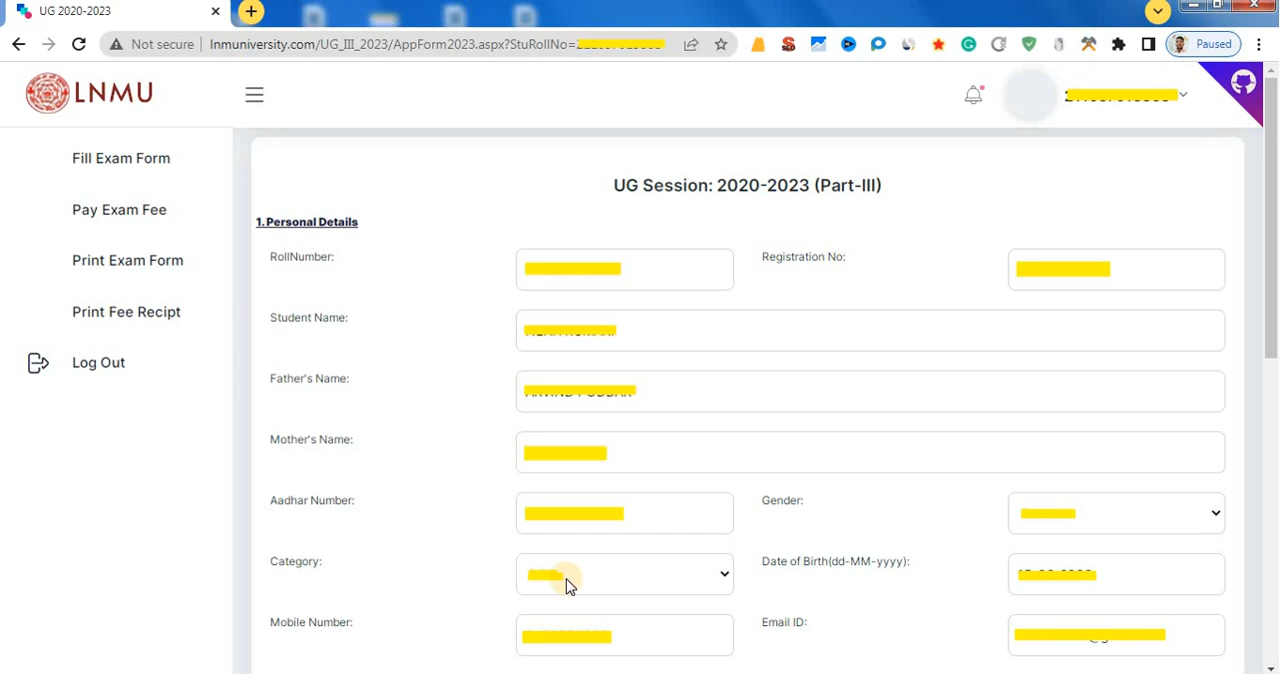 UG 2020-2023
Not secure
lnmuniversity.com/UG_III_2023/AppForm2023.aspx?StuRollNo=
Paused
LNMU
Fill Exam Form
Pay Exam Fee
Print Exam Form
Print Fee Recipt
Log Out
UG Session: 2020-2023 (Part-III)
1.Personal Details
RollNumber:
Registration No:
Student Name:
Father's Name:
Mother's Name:
Aadhar Number:
Gender:
Category:
Date of Birth(dd-MM-yyyy):
Mobile Number:
Email ID: